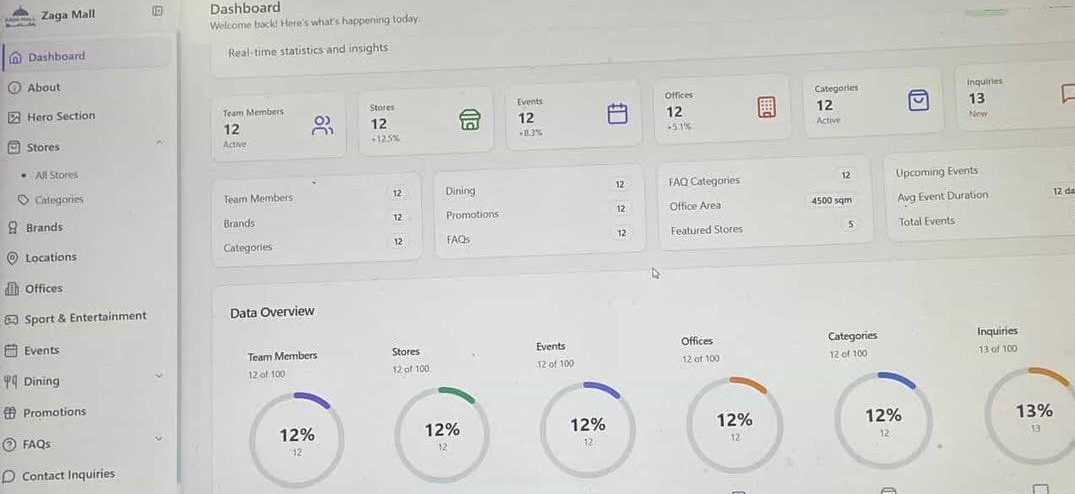 Zaga Mall
Dashboard
About
Hero Section
Stores
All Stores
Categories
Brands
Locations
Offices
Sport & Entertainment
Events
Dining
Promotions
FAQs
Contact Inquiries
Dashboard
Welcome back! Here's what's happening today.
Real-time statistics and insights
Team Members
12
Active
Stores
12
+12.5%
Events
12
+8.3%
Offices
12
+5.1%
Categories
12
Active
Inquiries
13
New
Team Members 12
Brands 12
Categories 12
Dining 12
Promotions 12
FAQs 12
FAQ Categories 12
Office Area 4500 sqm
Featured Stores 5
Upcoming Events
Avg Event Duration 12 da
Total Events
Data Overview
Team Members
12 of 100
12%
12
Stores
12 of 100
12%
12
Events
12 of 100
12%
12
Offices
12 of 100
12%
12
Categories
12 of 100
12%
12
Inquiries
13 of 100
13%
13